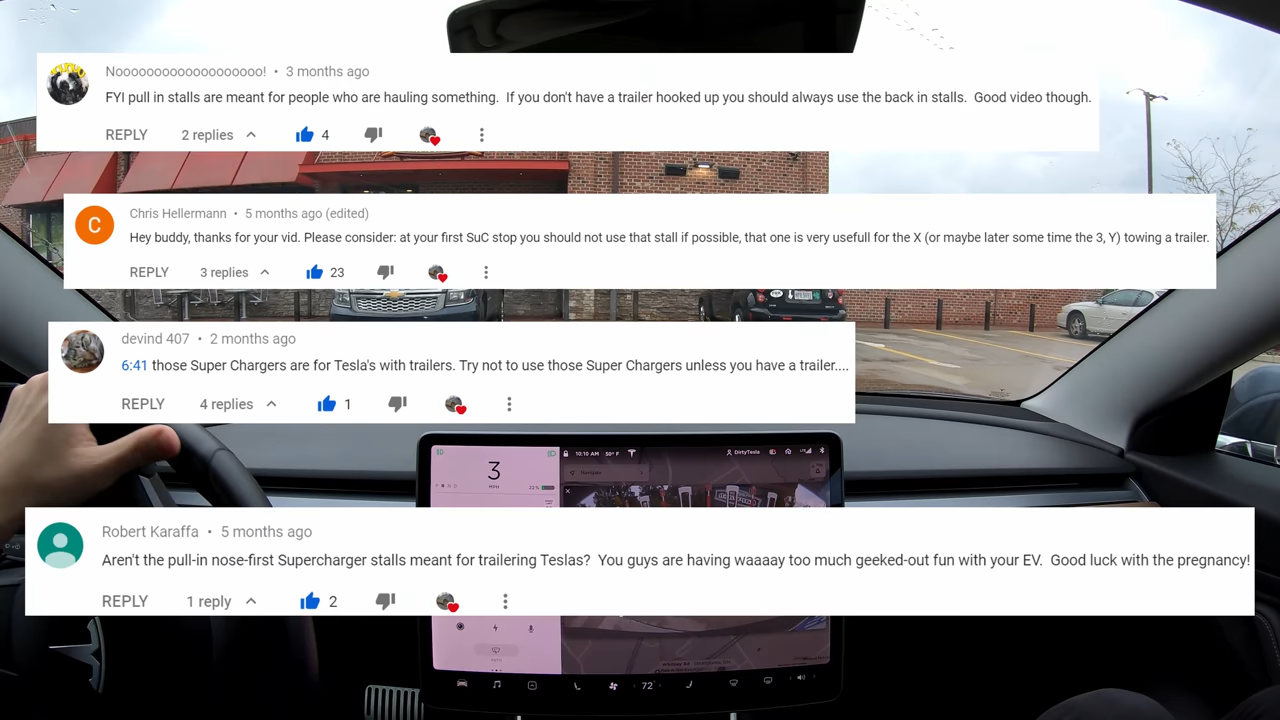 Nooooooooooooooooooo! • 3 months ago
FYI pull in stalls are meant for people who are hauling something.  If you don't have a trailer hooked up you should always use the back in stalls.  Good video though.
REPLY 2 replies 4
Chris Hellermann • 5 months ago (edited)
Hey buddy, thanks for your vid. Please consider: at your first SuC stop you should not use that stall if possible, that one is very usefull for the X (or maybe later some time the 3, Y) towing a trailer.
REPLY 3 replies 23
devind 407 • 2 months ago
6:41 those Super Chargers are for Tesla's with trailers. Try not to use those Super Chargers unless you have a trailer....
REPLY 4 replies 1
10:10 AM 50° F DirtyTesla
Navigate
3
MPH
22%
Robert Karaffa • 5 months ago
Aren't the pull-in nose-first Supercharger stalls meant for trailering Teslas?  You guys are having waaaay too much geeked-out fun with your EV.  Good luck with the pregnancy!
REPLY 1 reply 2
72